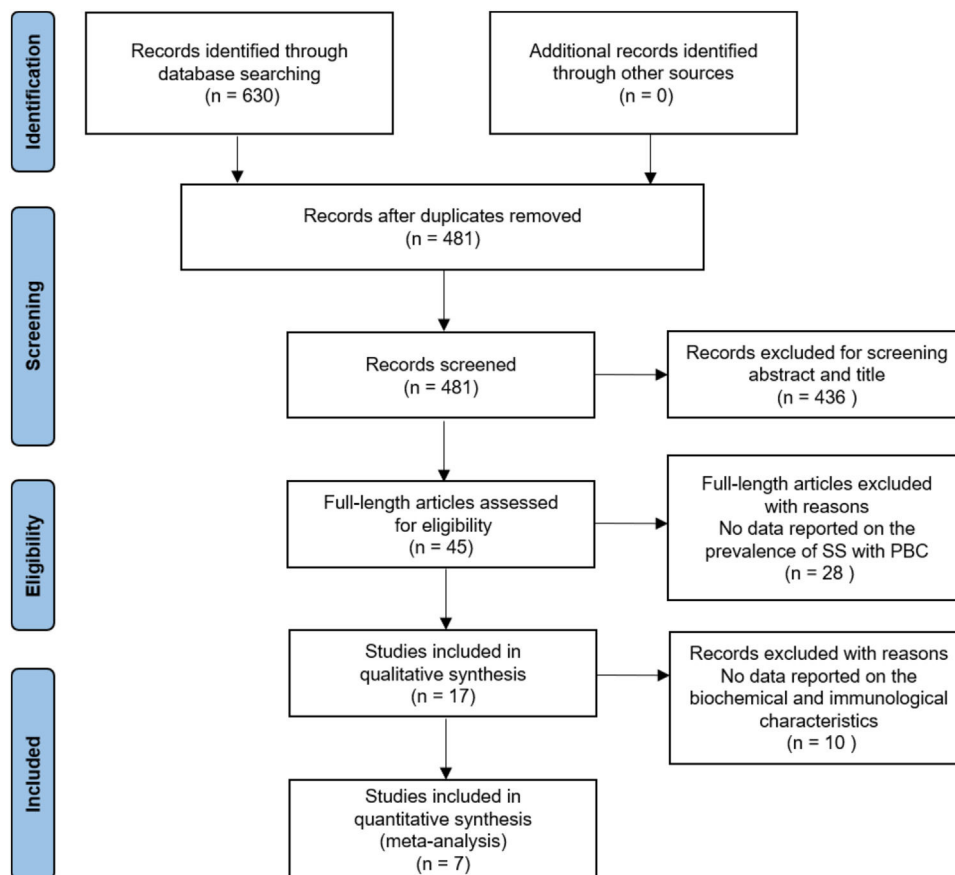 Identification
Records identified through
database searching
(n = 630)
Additional records identified
through other sources
(n = 0)
Records after duplicates removed
(n = 481)
Screening
Records screened
(n = 481)
Records excluded for screening
abstract and title
(n = 436 )
Eligibility
Full-length articles assessed
for eligibility
(n = 45)
Full-length articles excluded
with reasons
No data reported on the
prevalence of SS with PBC
(n = 28 )
Studies included in
qualitative synthesis
(n = 17)
Records excluded with reasons
No data reported on the
biochemical and immunological
characteristics
(n = 10 )
Included
Studies included in
quantitative synthesis
(meta-analysis)
(n = 7)